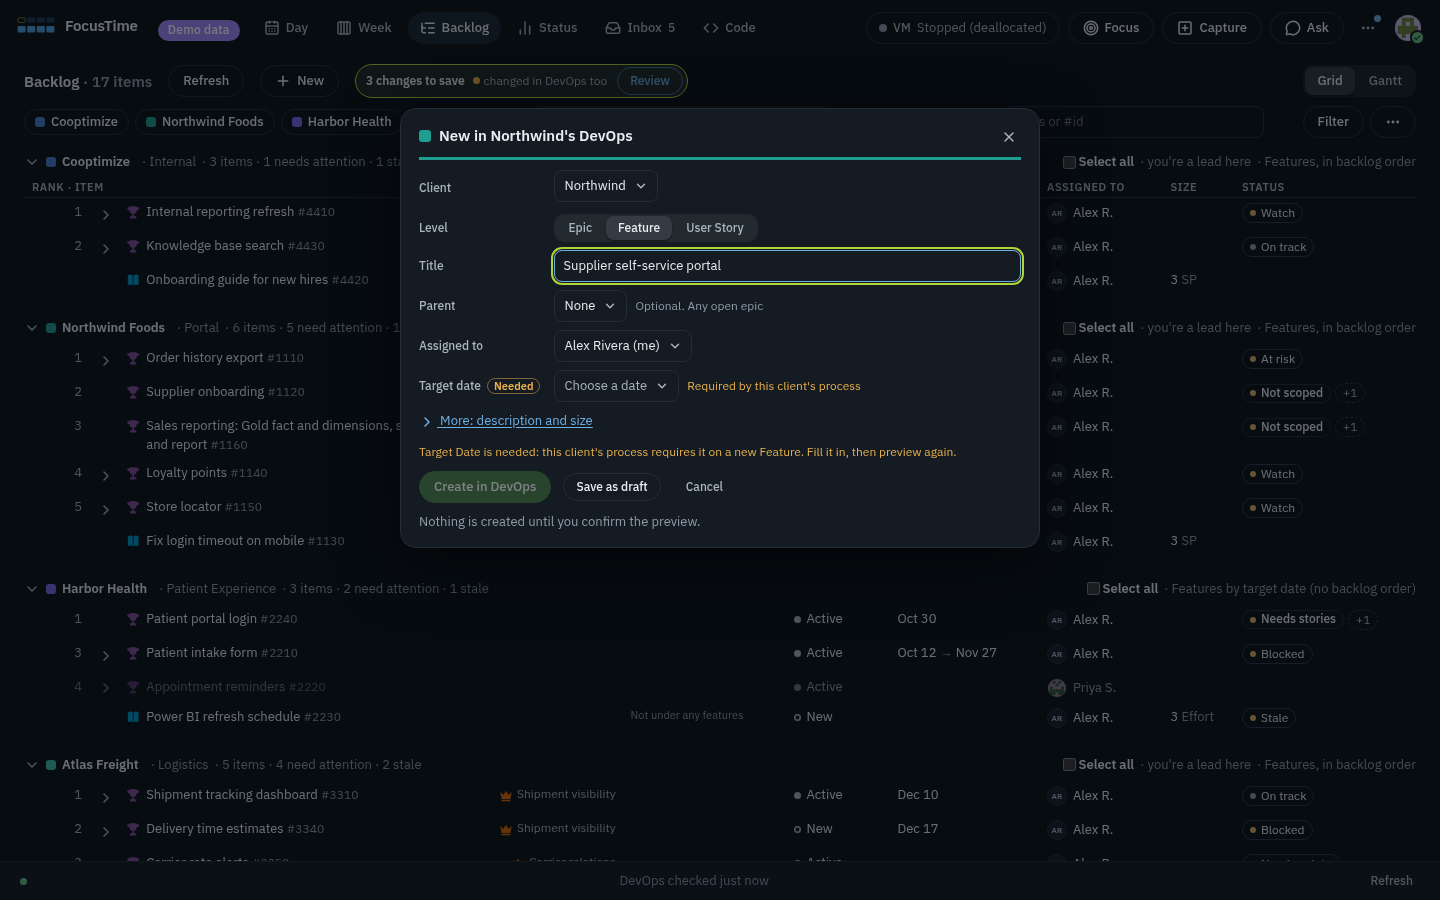 FocusTime
Demo data
Day
Week
Backlog
Status
Inbox 5
Code
VM Stopped (deallocated)
Focus
Capture
Ask
Backlog · 17 items
Refresh
New
3 changes to save
changed in DevOps too
Review
Grid
Gantt
Cooptimize
Northwind Foods
Harbor Health
s or #id
Filter
New in Northwind's DevOps
Client
Northwind
Level
Epic
Feature
User Story
Title
Supplier self-service portal
Parent
None
Optional. Any open epic
Assigned to
Alex Rivera (me)
Target date
Needed
Choose a date
Required by this client's process
More: description and size
Target Date is needed: this client's process requires it on a new Feature. Fill it in, then preview again.
Create in DevOps
Save as draft
Cancel
Nothing is created until you confirm the preview.
Cooptimize · Internal · 3 items · 1 needs attention · 1 sta
Select all · you're a lead here · Features, in backlog order
RANK · ITEM
ASSIGNED TO
SIZE
STATUS
1 Internal reporting refresh #4410 AR Alex R. Watch
2 Knowledge base search #4430 AR Alex R. On track
Onboarding guide for new hires #4420 AR Alex R. 3 SP
Northwind Foods · Portal · 6 items · 5 need attention · 1
Select all · you're a lead here · Features, in backlog order
1 Order history export #1110 AR Alex R. At risk
2 Supplier onboarding #1120 AR Alex R. Not scoped +1
3 Sales reporting: Gold fact and dimensions, s AR Alex R. Not scoped +1
and report #1160
4 Loyalty points #1140 AR Alex R. Watch
5 Store locator #1150 AR Alex R. Watch
Fix login timeout on mobile #1130 AR Alex R. 3 SP
Harbor Health · Patient Experience · 3 items · 2 need attention · 1 stale
Select all · Features by target date (no backlog order)
1 Patient portal login #2240 Active Oct 30 AR Alex R. Needs stories +1
3 Patient intake form #2210 Active Oct 12 → Nov 27 AR Alex R. Blocked
4 Appointment reminders #2220 Active Priya S.
Power BI refresh schedule #2230 Not under any features New AR Alex R. 3 Effort Stale
Atlas Freight · Logistics · 5 items · 4 need attention · 2 stale
Select all · you're a lead here · Features, in backlog order
1 Shipment tracking dashboard #3310 Shipment visibility Active Dec 10 AR Alex R. On track
2 Delivery time estimates #3340 Shipment visibility New Dec 17 AR Alex R. Blocked
DevOps checked just now
Refresh